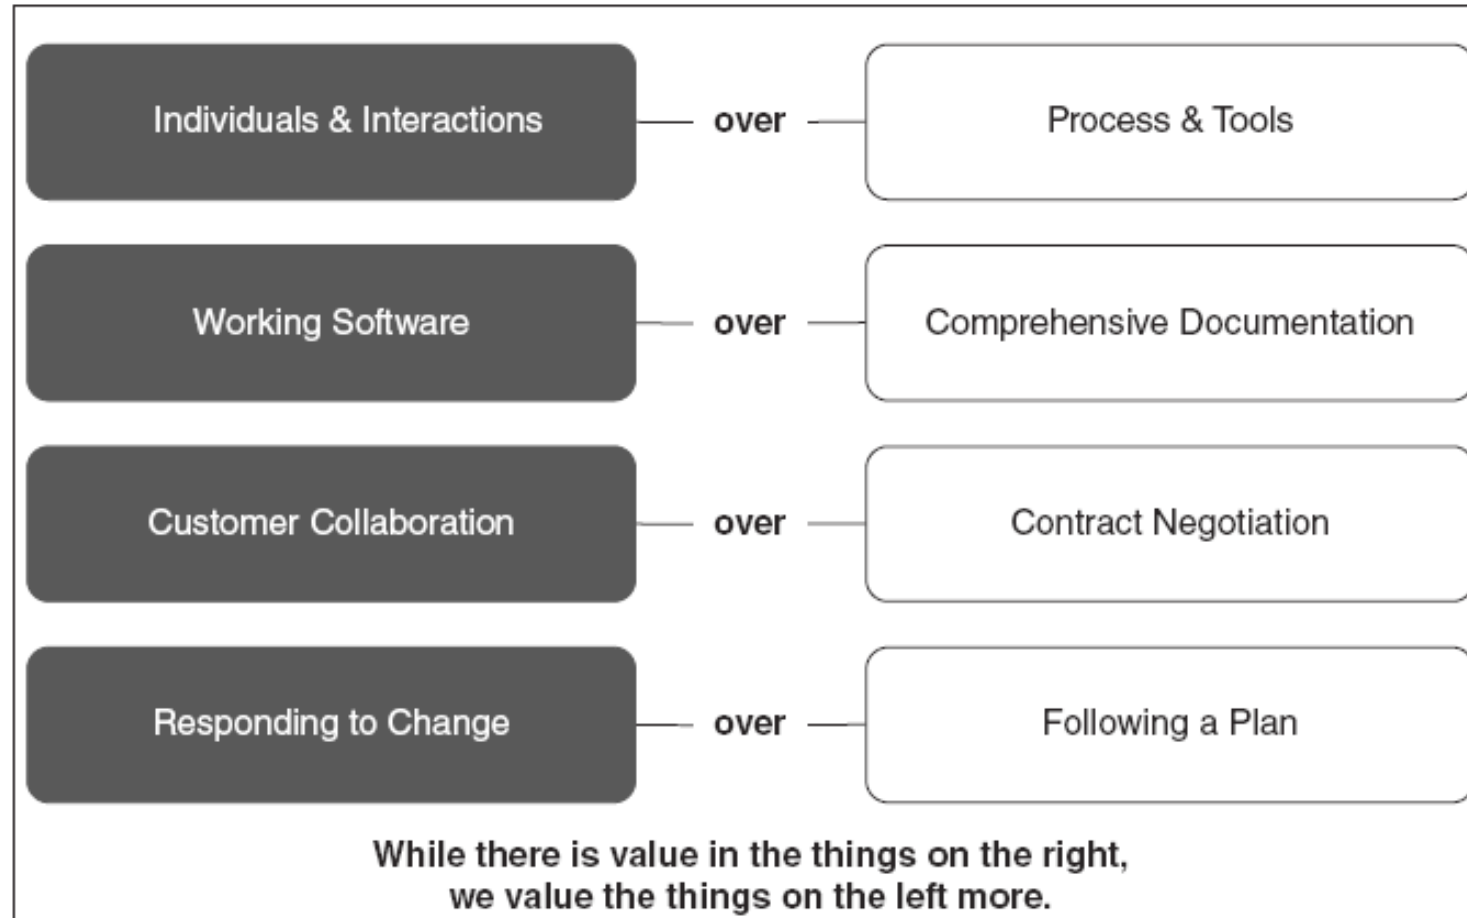 Individuals & Interactions over Process & Tools
Working Software over Comprehensive Documentation
Customer Collaboration over Contract Negotiation
Responding to Change over Following a Plan
While there is value in the things on the right,
we value the things on the left more.